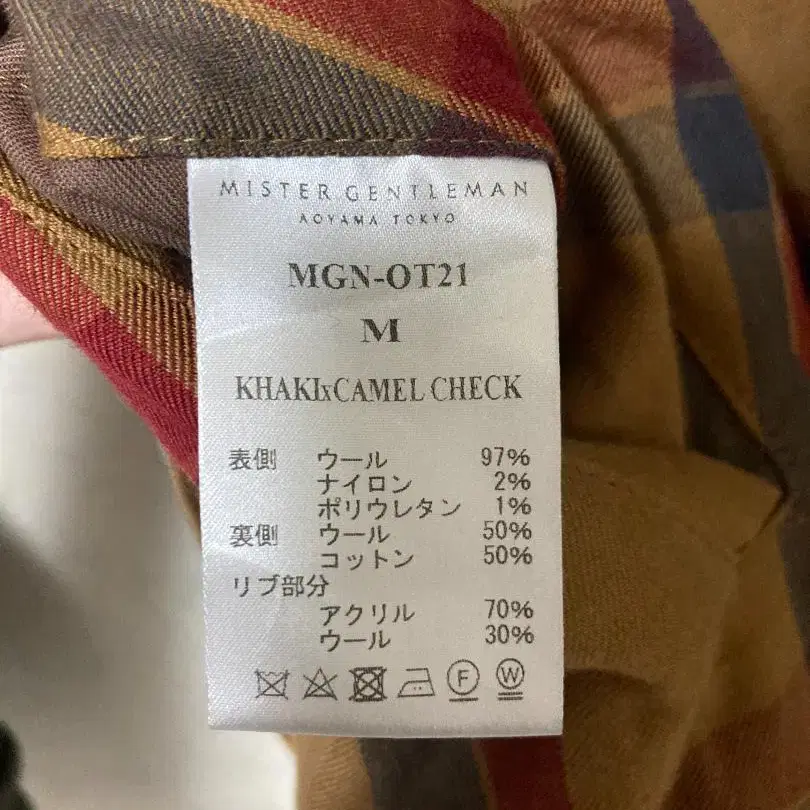 MISTER GENTLEMAN
AOYAMA TOKYO
MGN-OT21
M
KHAKIxCAMEL CHECK
表側 ウール 97%
ナイロン 2%
ポリウレタン 1%
裏側 ウール 50%
コットン 50%
リブ部分
アクリル 70%
ウール 30%
F W